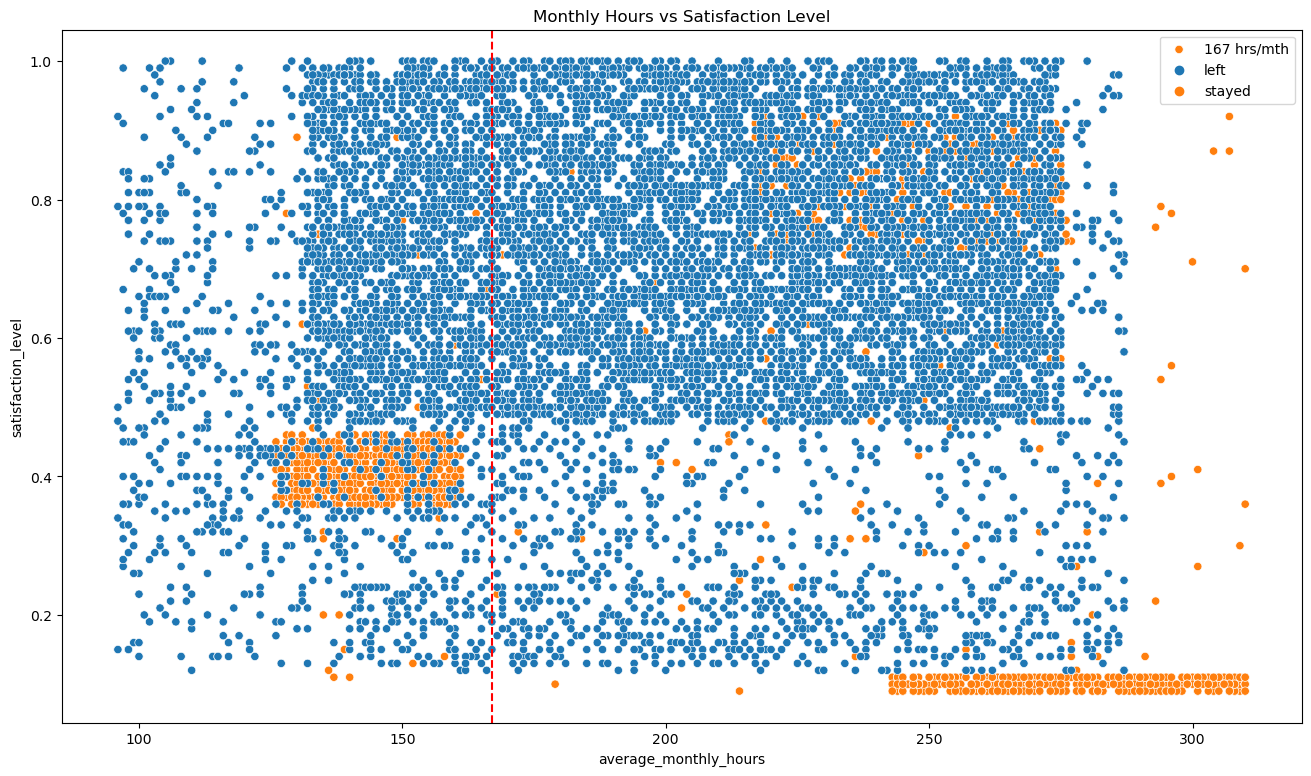 Monthly Hours vs Satisfaction Level
167 hrs/mth
left
stayed
satisfaction_level
1.0
0.8
0.6
0.4
0.2
100 150 200 250 300
average_monthly_hours